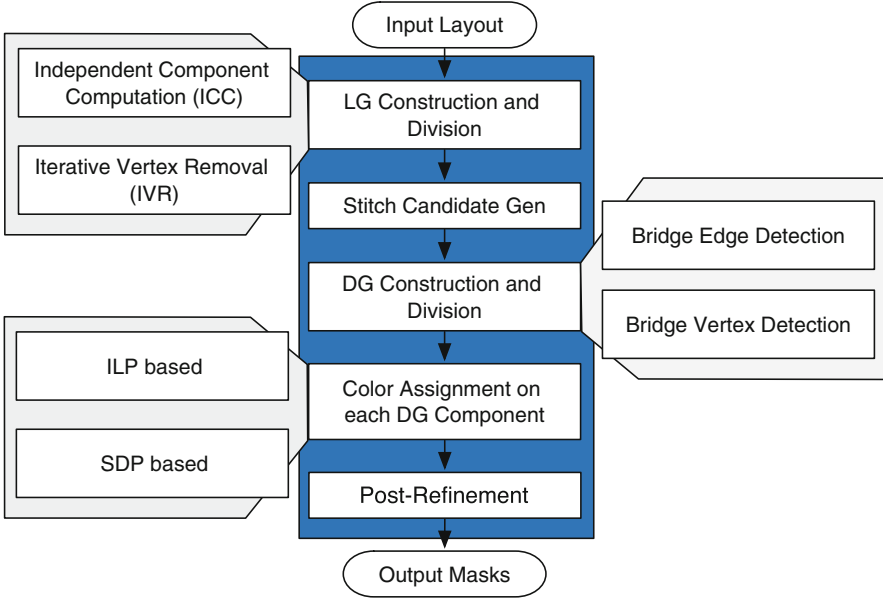 Input Layout
Independent Component
Computation (ICC)
Iterative Vertex Removal
(IVR)
LG Construction and
Division
Stitch Candidate Gen
DG Construction and
Division
Bridge Edge Detection
Bridge Vertex Detection
ILP based
SDP based
Color Assignment on
each DG Component
Post-Refinement
Output Masks